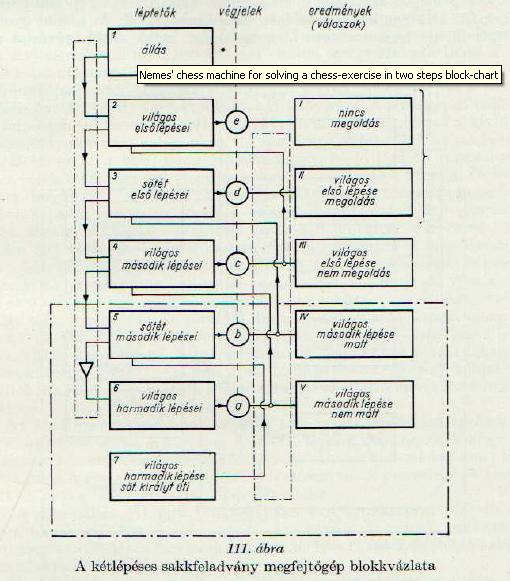 léptetők végjelek eredmények
(válaszok)
1
állás
Nemes' chess machine for solving a chess-exercise in two steps block-chart
2
világos
első lépései
e
I
nincs
megoldás
3
sötét
első lépései
d
II
világos
első lépése
megoldás
4
világos
második lépései
c
III
világos
első lépése
nem megoldás
5
sötét
második lépései
b
IV
világos
második lépése
matt
6
világos
harmadik lépései
a
V
világos
második lépése
nem matt
7
világos
harmadik lépése
söt. királyt üti
111. ábra
A kétlépéses sakkfeladvány megfejtőgép blokkvázlata